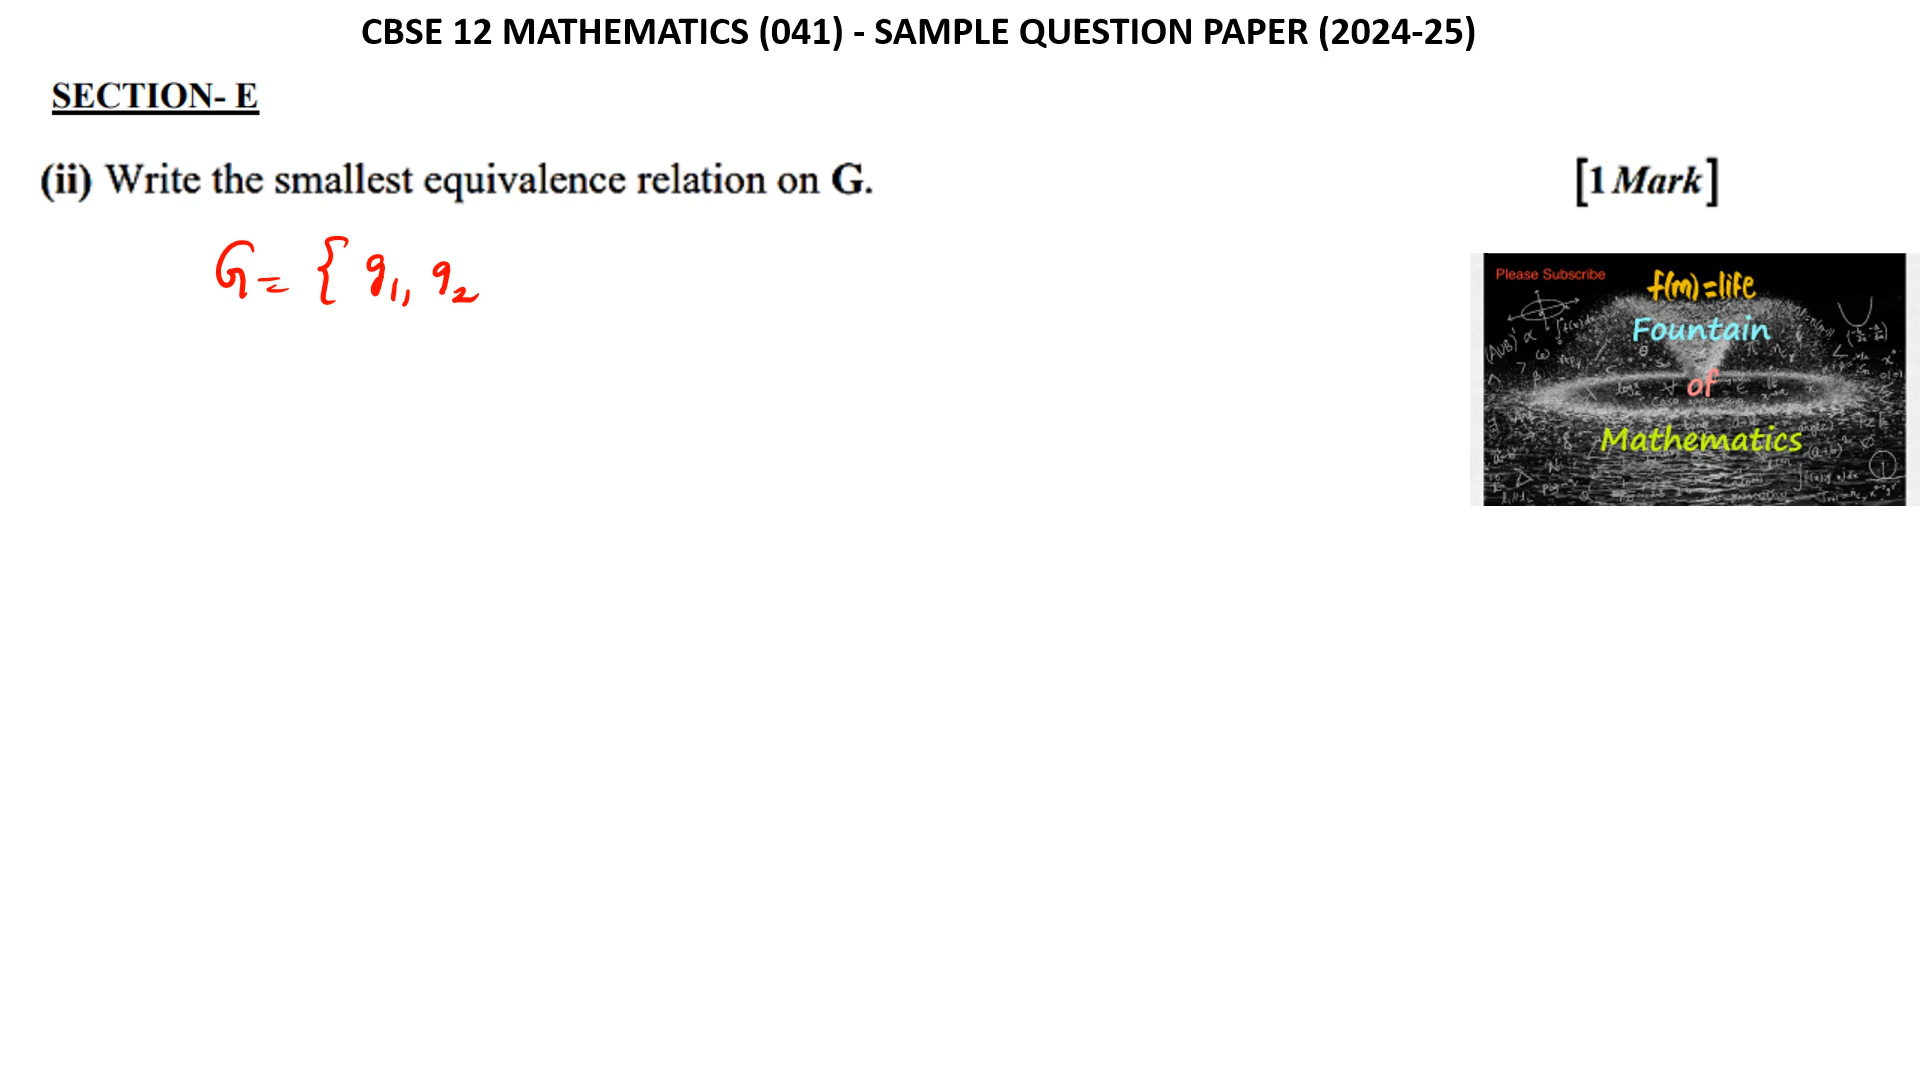 CBSE 12 MATHEMATICS (041) - SAMPLE QUESTION PAPER (2024-25)
SECTION- E
(ii) Write the smallest equivalence relation on G.
[1 Mark]
G = { g1, g2
Please Subscribe
f(m)=life
Fountain
of
Mathematics